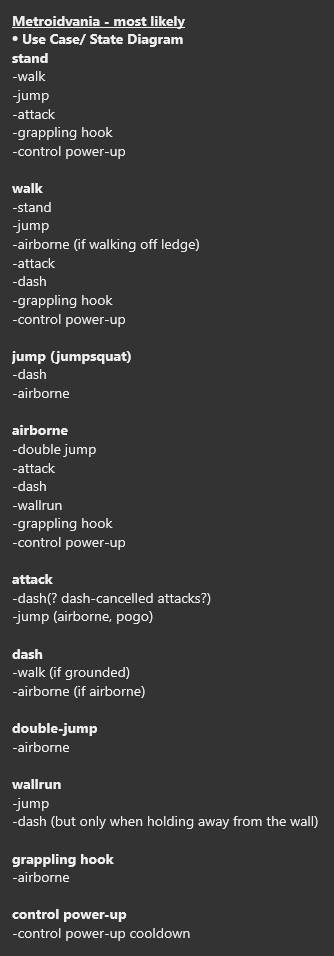 Metroidvania - most likely
• Use Case/ State Diagram
stand
-walk
-jump
-attack
-grappling hook
-control power-up
walk
-stand
-jump
-airborne (if walking off ledge)
-attack
-dash
-grappling hook
-control power-up
jump (jumpsquat)
-dash
-airborne
airborne
-double jump
-attack
-dash
-wallrun
-grappling hook
-control power-up
attack
-dash(? dash-cancelled attacks?)
-jump (airborne, pogo)
dash
-walk (if grounded)
-airborne (if airborne)
double-jump
-airborne
wallrun
-jump
-dash (but only when holding away from the wall)
grappling hook
-airborne
control power-up
-control power-up cooldown